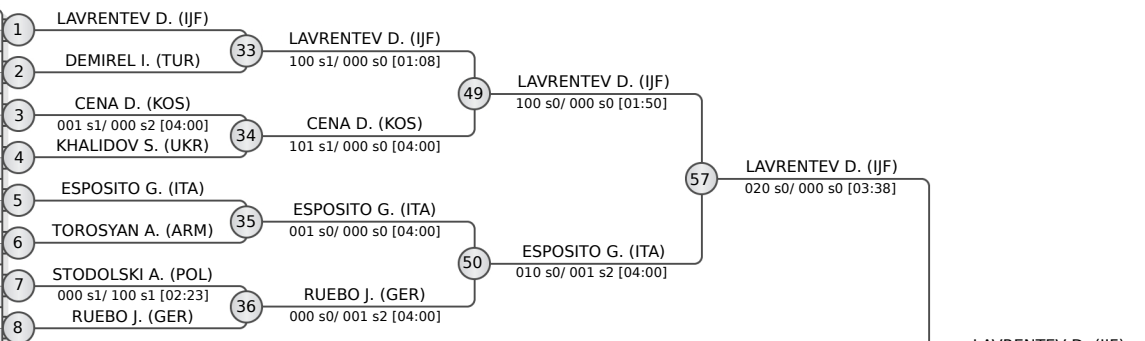 1
LAVRENTEV D. (IJF)
2
DEMIREL I. (TUR)
3
CENA D. (KOS)
001 s1/ 000 s2 [04:00]
4
KHALIDOV S. (UKR)
5
ESPOSITO G. (ITA)
6
TOROSYAN A. (ARM)
7
STODOLSKI A. (POL)
000 s1/ 100 s1 [02:23]
8
RUEBO J. (GER)
33
LAVRENTEV D. (IJF)
100 s1/ 000 s0 [01:08]
34
CENA D. (KOS)
101 s1/ 000 s0 [04:00]
35
ESPOSITO G. (ITA)
001 s0/ 000 s0 [04:00]
36
RUEBO J. (GER)
000 s0/ 001 s2 [04:00]
49
LAVRENTEV D. (IJF)
100 s0/ 000 s0 [01:50]
50
ESPOSITO G. (ITA)
010 s0/ 001 s2 [04:00]
57
LAVRENTEV D. (IJF)
020 s0/ 000 s0 [03:38]